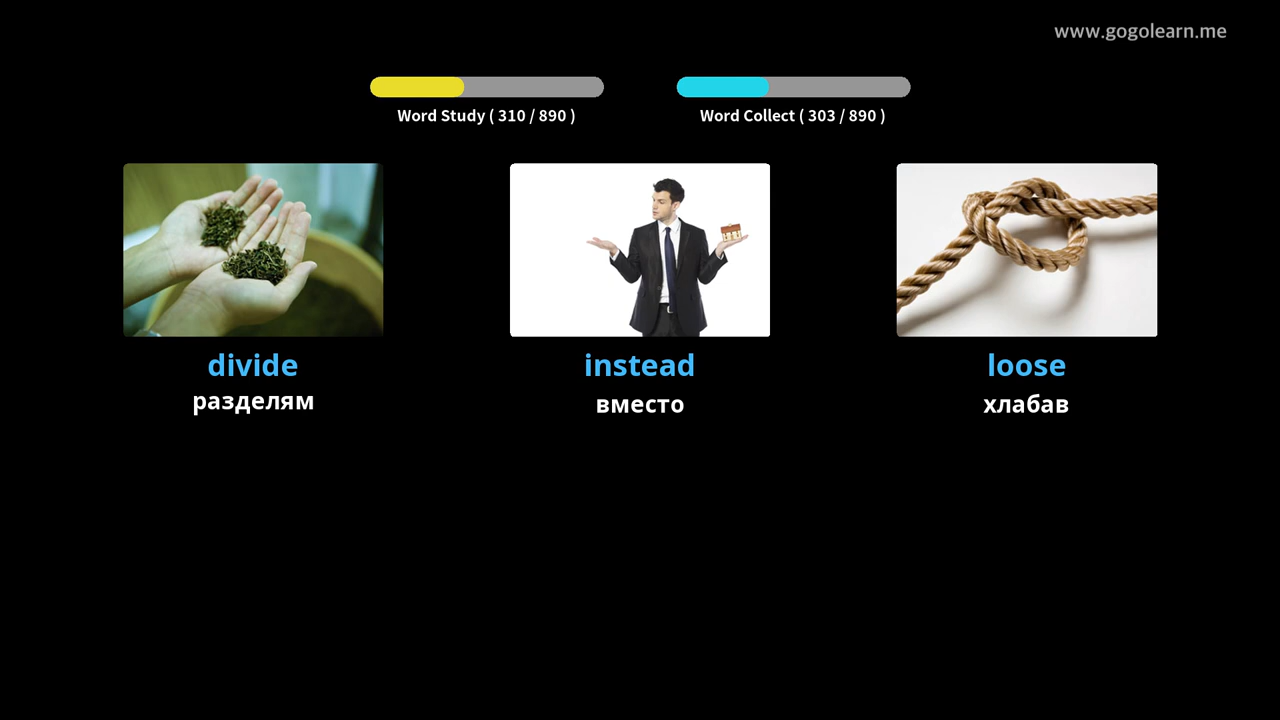 www.gogolearn.me
Word Study ( 310 / 890 )
Word Collect ( 303 / 890 )
divide
разделям
instead
вместо
loose
хлабав